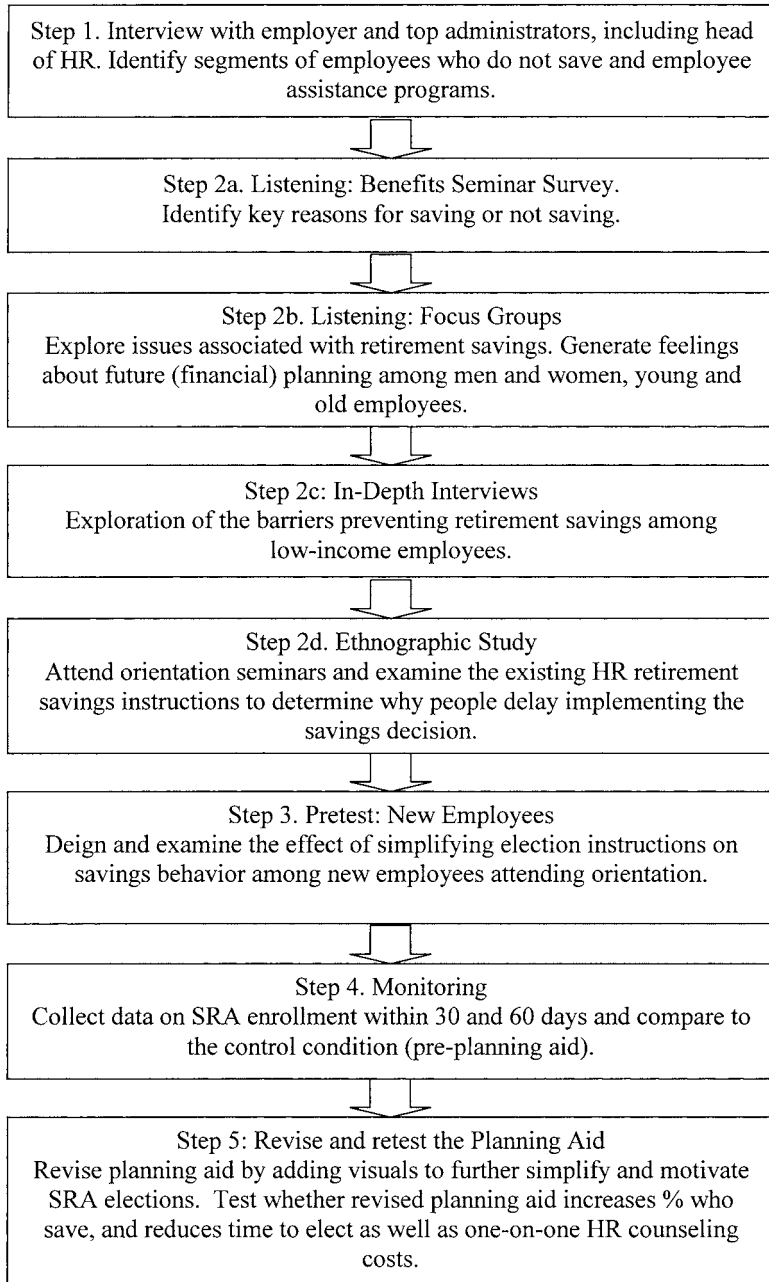 Step 1. Interview with employer and top administrators, including head
of HR. Identify segments of employees who do not save and employee
assistance programs.
Step 2a. Listening: Benefits Seminar Survey.
Identify key reasons for saving or not saving.
Step 2b. Listening: Focus Groups
Explore issues associated with retirement savings. Generate feelings
about future (financial) planning among men and women, young and
old employees.
Step 2c: In-Depth Interviews
Exploration of the barriers preventing retirement savings among
low-income employees.
Step 2d. Ethnographic Study
Attend orientation seminars and examine the existing HR retirement
savings instructions to determine why people delay implementing the
savings decision.
Step 3. Pretest: New Employees
Deign and examine the effect of simplifying election instructions on
savings behavior among new employees attending orientation.
Step 4. Monitoring
Collect data on SRA enrollment within 30 and 60 days and compare to
the control condition (pre-planning aid).
Step 5: Revise and retest the Planning Aid
Revise planning aid by adding visuals to further simplify and motivate
SRA elections.  Test whether revised planning aid increases % who
save, and reduces time to elect as well as one-on-one HR counseling
costs.